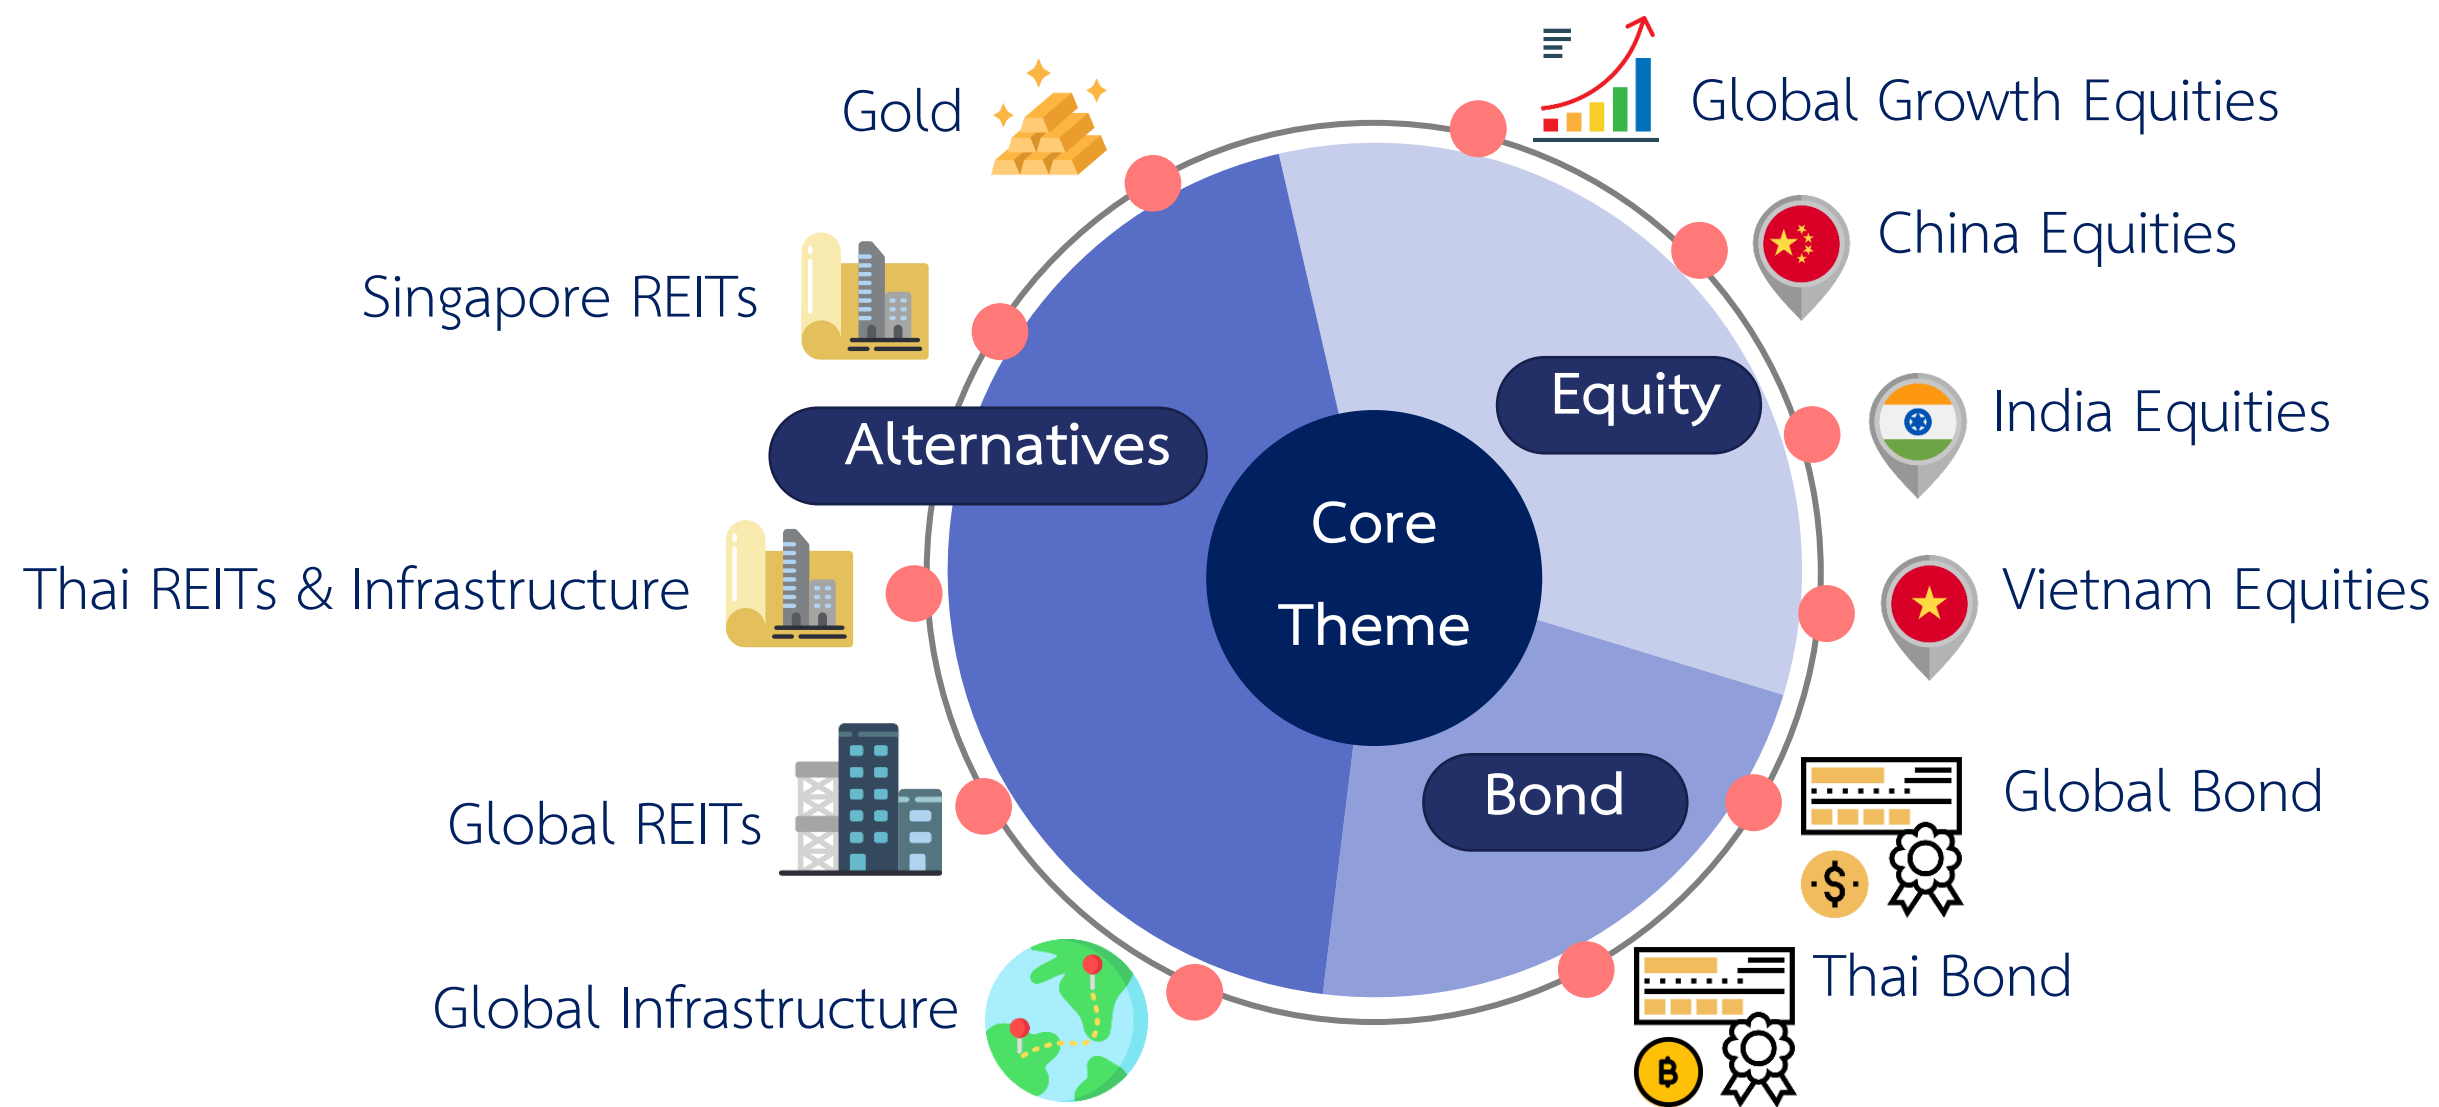 Global Growth Equities
Gold
China Equities
Singapore REITs
India Equities
Equity
Alternatives
Core
Theme
Thai REITs & Infrastructure
Vietnam Equities
Bond
Global Bond
Global REITs
$
Thai Bond
Global Infrastructure
B